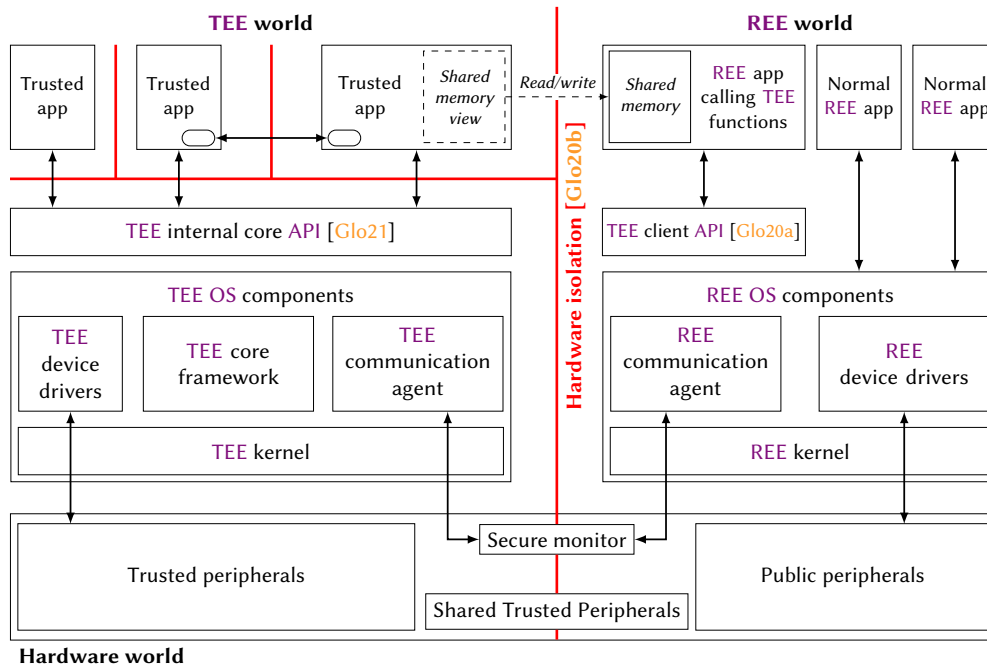 TEE world
REE world
Trusted
app
Trusted
app
Trusted
app
Shared
memory
view
Read/write
Shared
memory
REE app
calling TEE
functions
Normal
REE app
Normal
REE app
Hardware isolation [Glo20b]
TEE internal core API [Glo21]
TEE client API [Glo20a]
TEE OS components
TEE
device
drivers
TEE core
framework
TEE
communication
agent
TEE kernel
REE OS components
REE
communication
agent
REE
device drivers
REE kernel
Secure monitor
Trusted peripherals
Public peripherals
Shared Trusted Peripherals
Hardware world